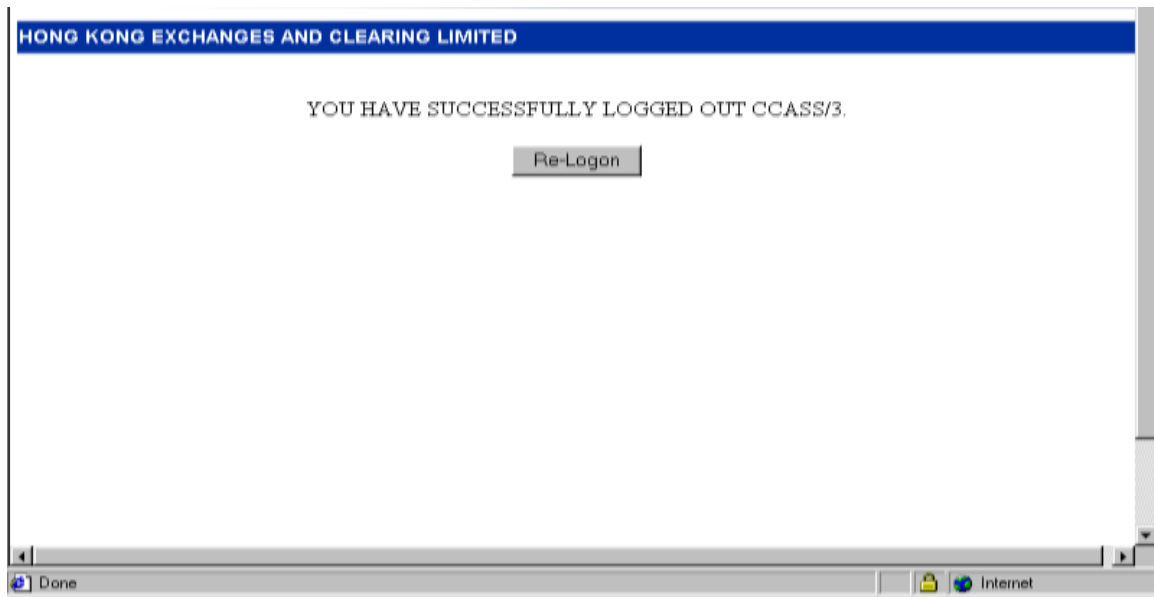 HONG KONG EXCHANGES AND CLEARING LIMITED
YOU HAVE SUCCESSFULLY LOGGED OUT CCASS/3.
Re-Logon
Done
Internet